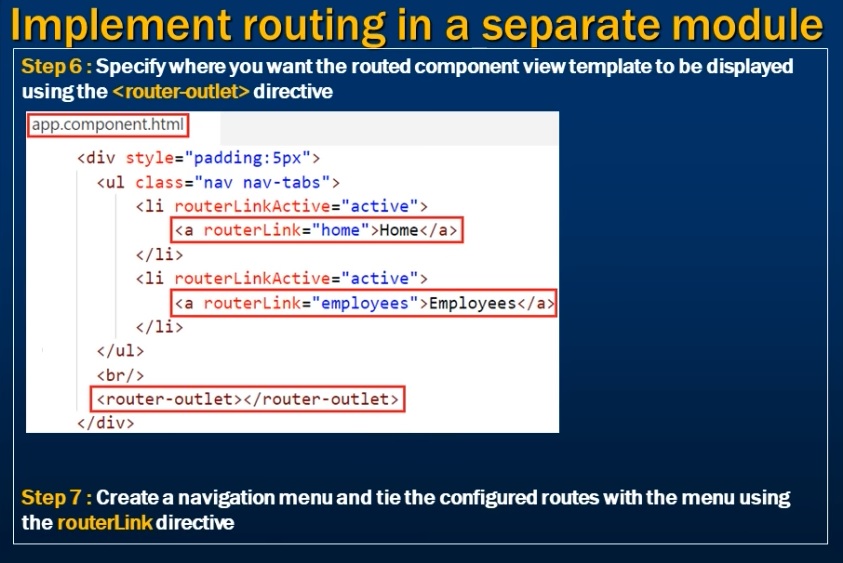 Implement routing in a separate module
Step 6 : Specify where you want the routed component view template to be displayed
using the <router-outlet> directive
app.component.html
<div style="padding:5px">
<ul class="nav nav-tabs">
<li routerLinkActive="active">
<a routerLink="home">Home</a>
</li>
<li routerLinkActive="active">
<a routerLink="employees">Employees</a>
</li>
</ul>
<br/>
<router-outlet></router-outlet>
</div>
Step 7 : Create a navigation menu and tie the configured routes with the menu using
the routerLink directive